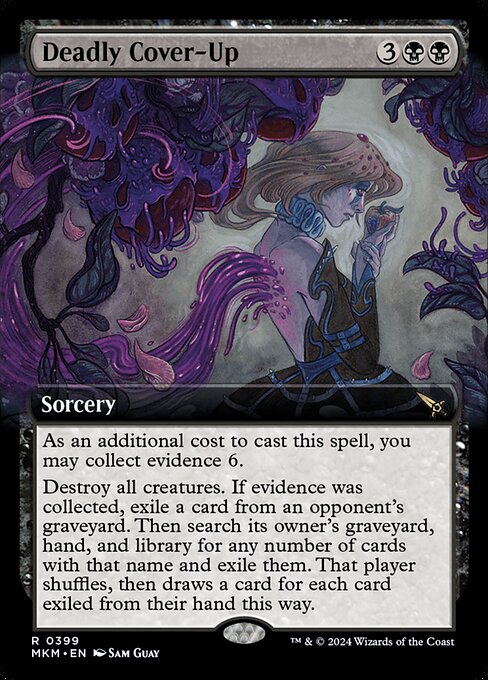 Deadly Cover-Up 3
Sorcery
As an additional cost to cast this spell, you
may collect evidence 6.
Destroy all creatures. If evidence was
collected, exile a card from an opponent's
graveyard. Then search its owner's graveyard,
hand, and library for any number of cards
with that name and exile them. That player
shuffles, then draws a card for each card
exiled from their hand this way.
R 0399
MKM • EN Sam Guay
™ & © 2024 Wizards of the Coast